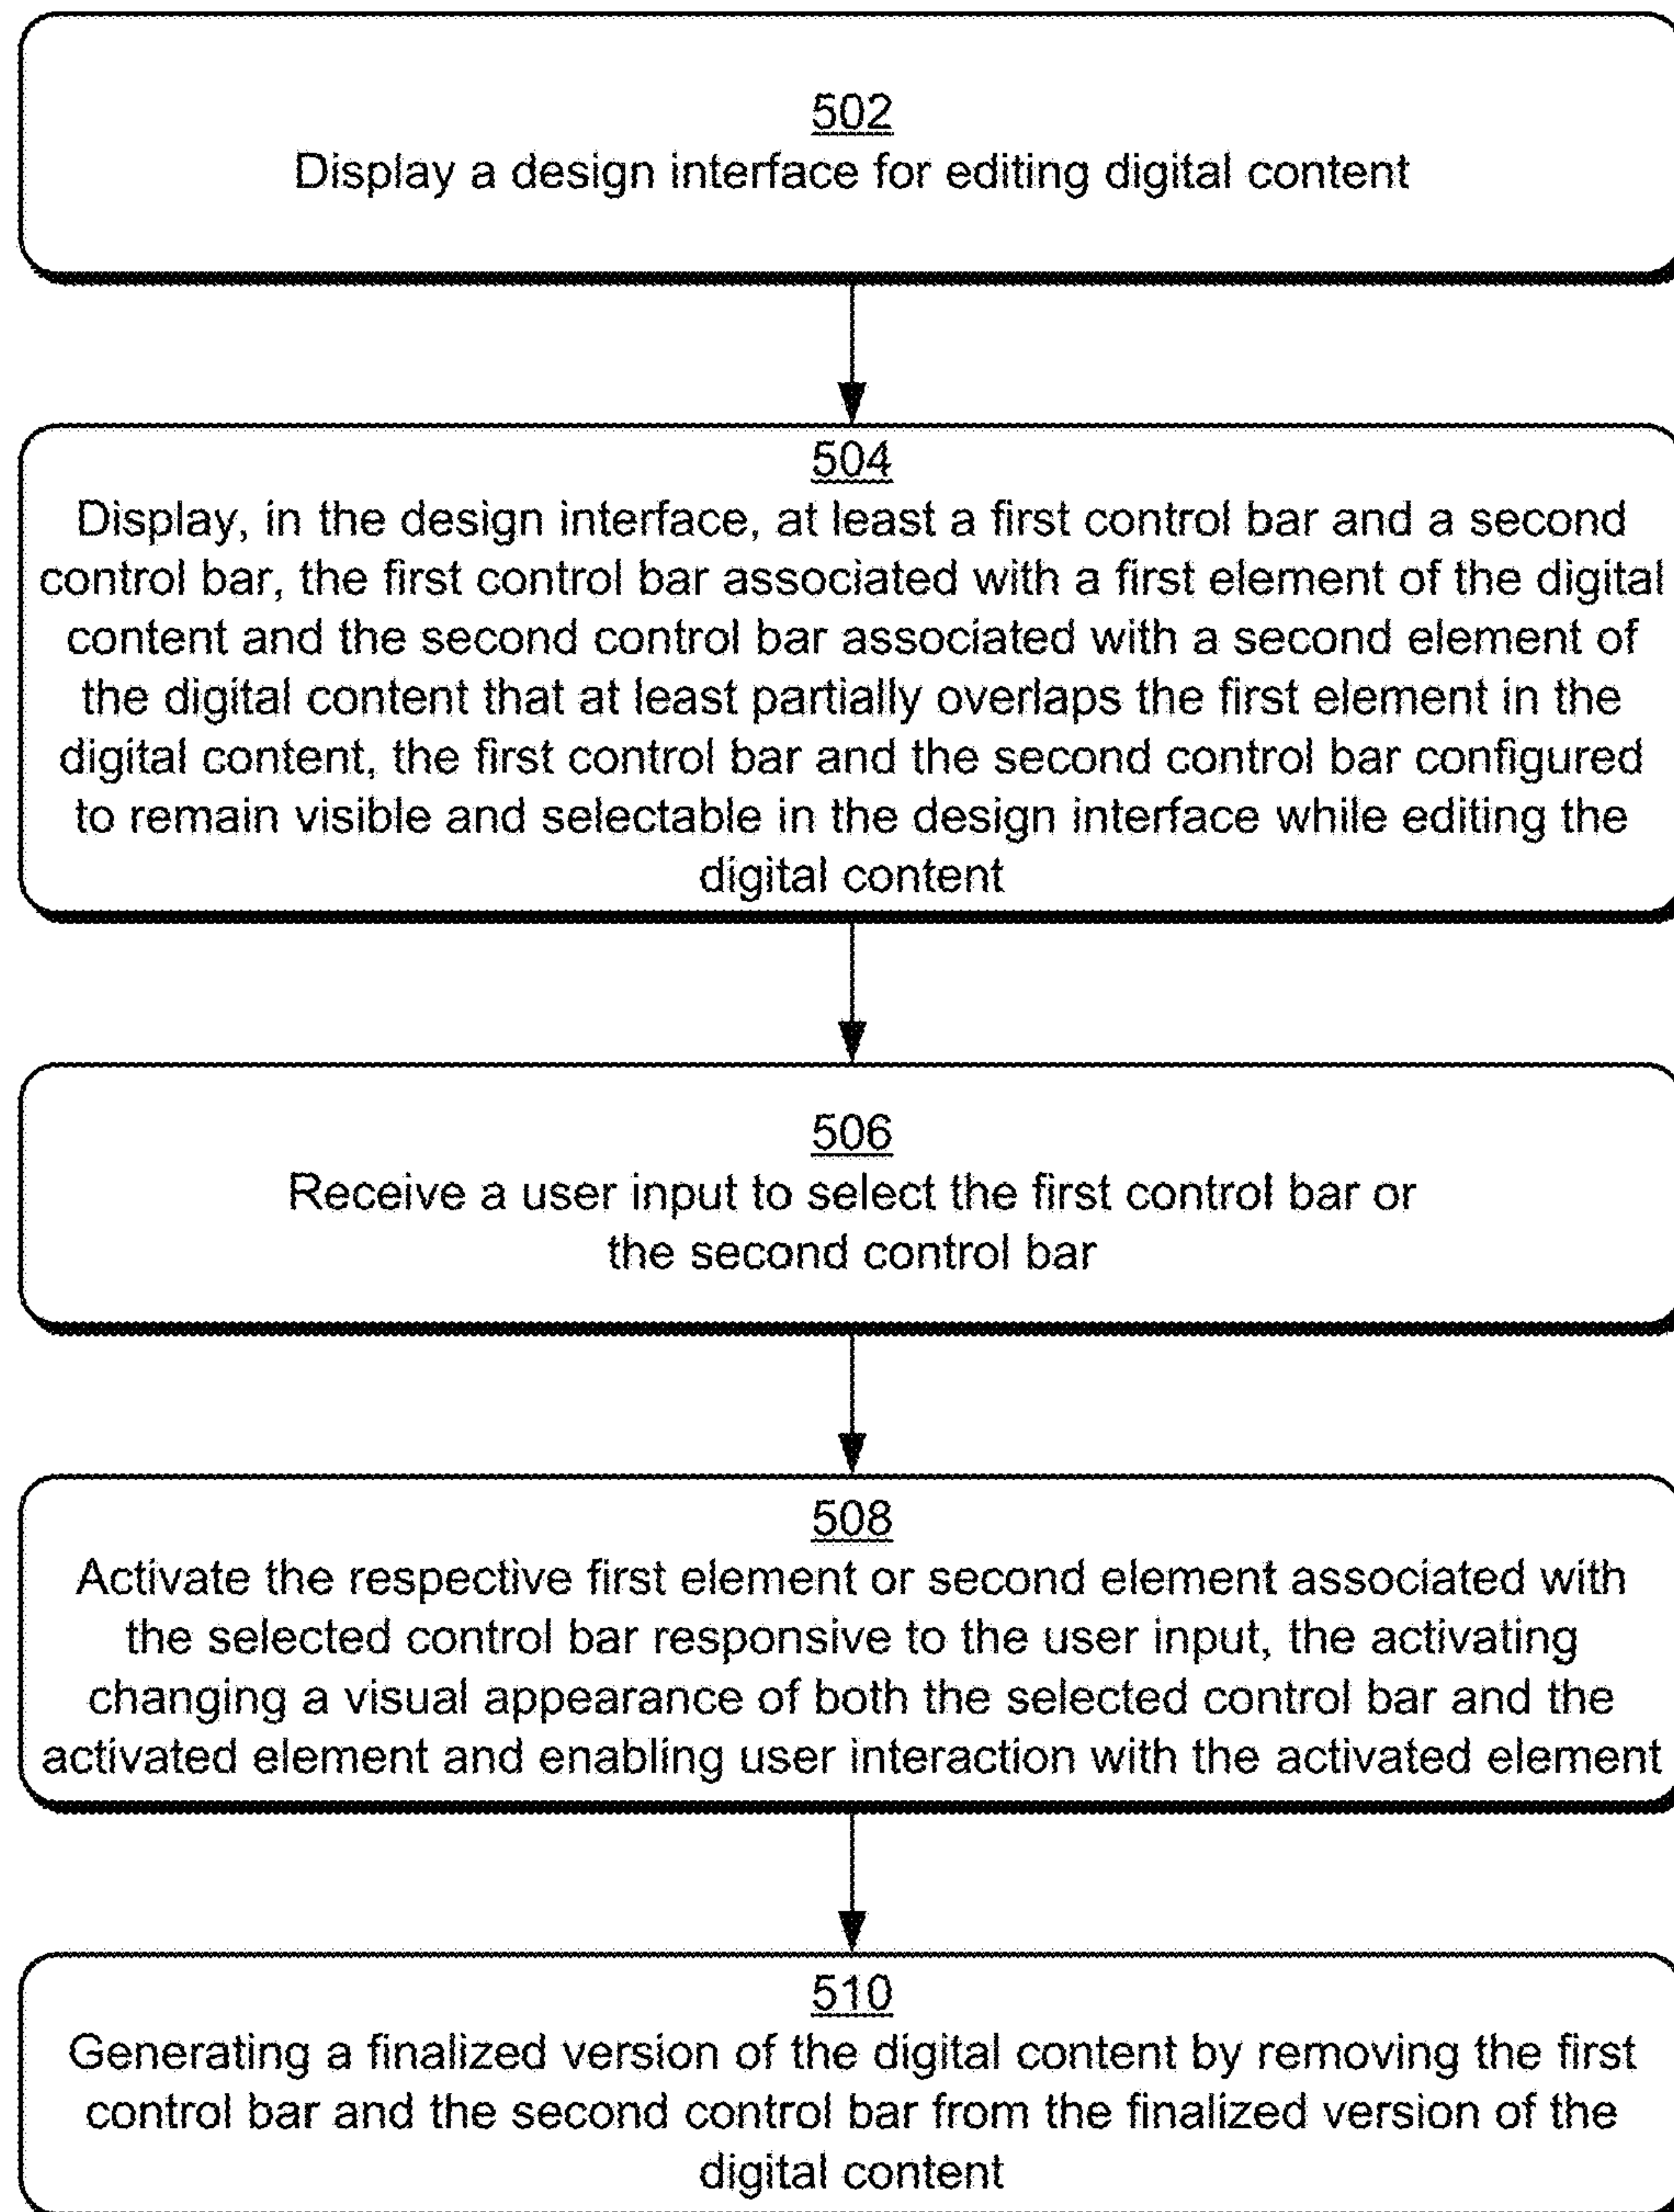 502
Display a design interface for editing digital content
504
Display, in the design interface, at least a first control bar and a second
control bar, the first control bar associated with a first element of the digital
content and the second control bar associated with a second element of
the digital content that at least partially overlaps the first element in the
digital content, the first control bar and the second control bar configured
to remain visible and selectable in the design interface while editing the
digital content
506
Receive a user input to select the first control bar or
the second control bar
508
Activate the respective first element or second element associated with
the selected control bar responsive to the user input, the activating
changing a visual appearance of both the selected control bar and the
activated element and enabling user interaction with the activated element
510
Generating a finalized version of the digital content by removing the first
control bar and the second control bar from the finalized version of the
digital content